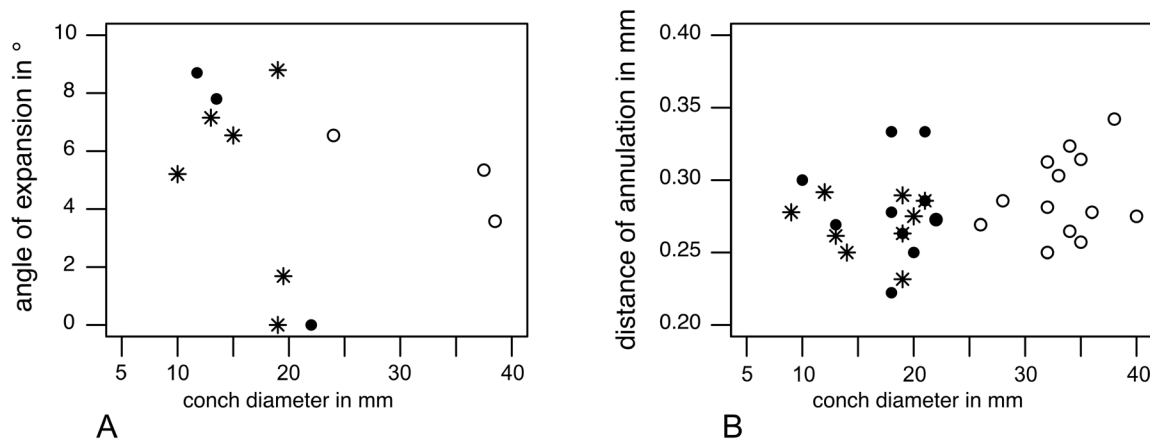 angle of expansion in °
10
8
6
4
2
0
5 10 20 30 40
conch diameter in mm
A
distance of annulation in mm
0.40
0.35
0.30
0.25
0.20
5 10 20 30 40
conch diameter in mm
B